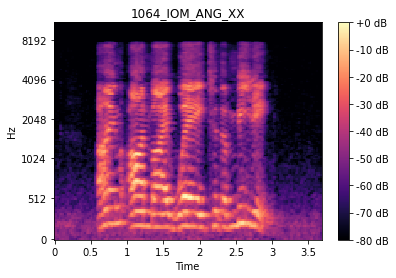 1064_IOM_ANG_XX
8192
4096
2048
1024
512
0
Hz
0
0.5
1
1.5
2
2.5
3
3.5
Time
+0 dB
-10 dB
-20 dB
-30 dB
-40 dB
-50 dB
-60 dB
-70 dB
-80 dB